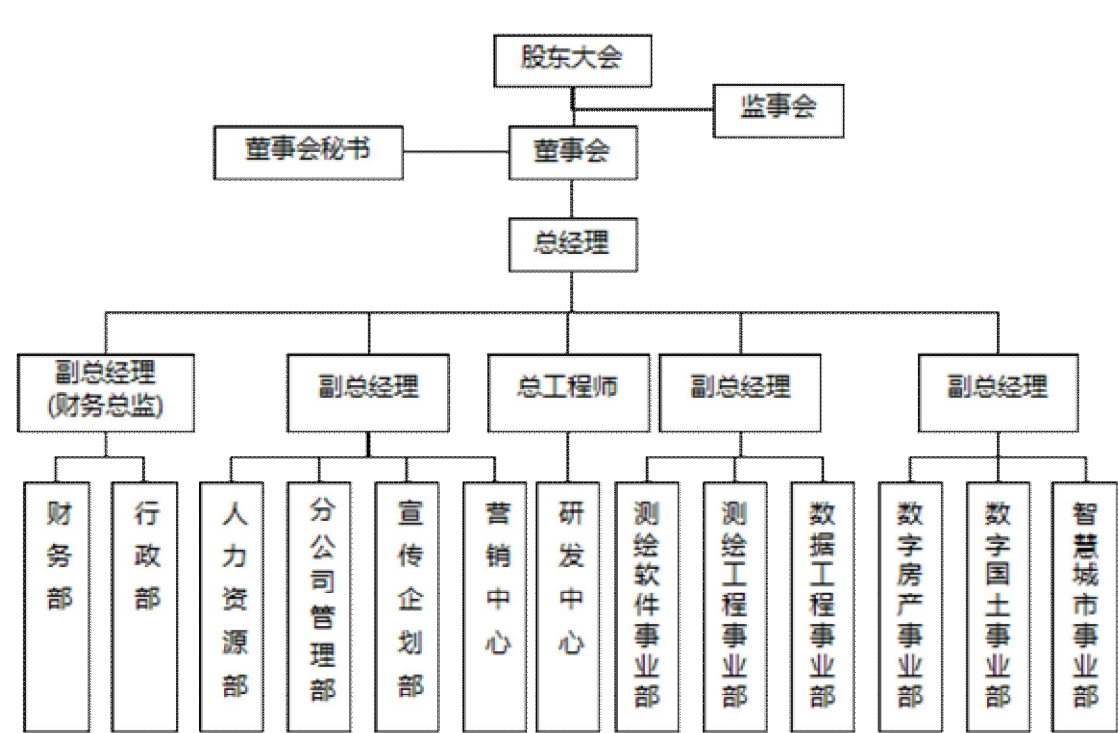 股东大会
监事会
董事会秘书
董事会
总经理
副总经理
(财务总监)
副总经理
总工程师
副总经理
副总经理
财务部
行政部
人力资源部
分公司管理部
宣传企划部
营销中心
研发中心
测绘软件事业部
测绘工程事业部
数据工程事业部
数字房产事业部
数字国土事业部
智慧城市事业部